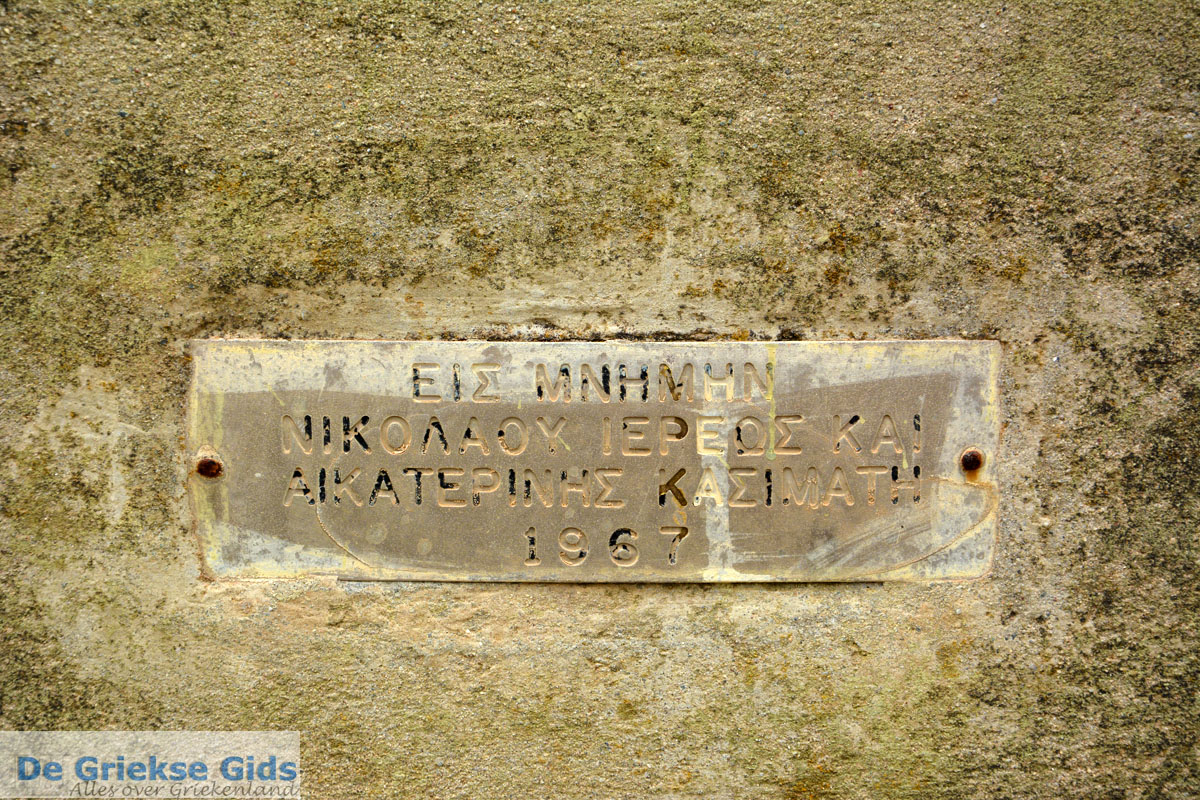 ΕΙΣ ΜΝΗΜΗΝ
ΝΙΚΟΛΑΟΥ ΙΕΡΕΩΣ ΚΑΙ
ΑΙΚΑΤΕΡΙΝΗΣ ΚΑΣΙΜΑΤΗ
1967
De Griekse Gids
Alles over Griekenland